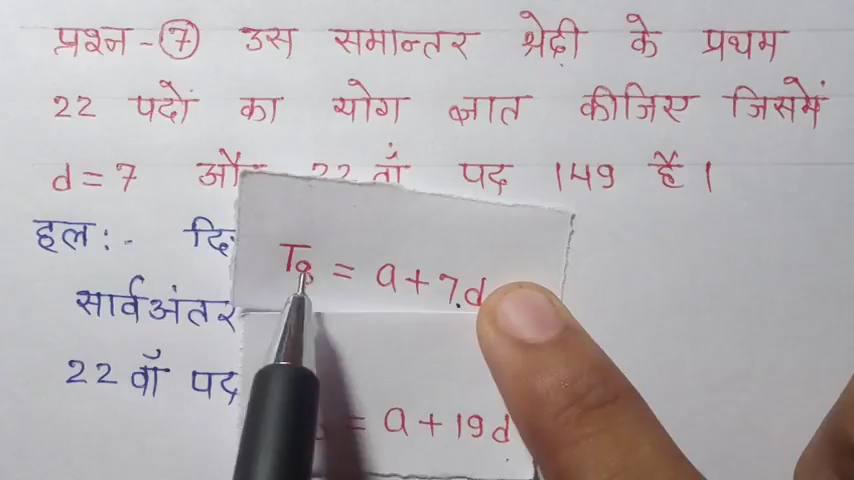 प्रश्न-7 उस समान्तर श्रेढ़ी के प्रथम
22 पदों का योग ज्ञात कीजिए जिसमें
d = 7 और 22 वाँ पद 149 है।
हल:-
T8 = a + 7.d
सार्वअंतर
22 वाँ पद
= a + 19d